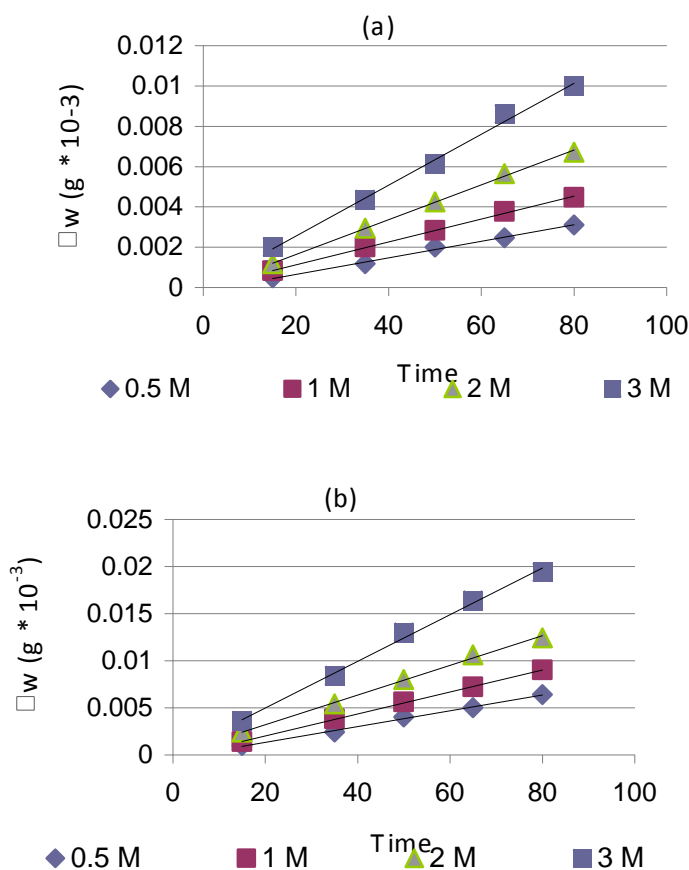 (a)
0.012
0.01
0.008
0.006
0.004
0.002
0
□w (g * 10-3)
0 20 40 60 80 100
Time
0.5 M 1 M 2 M 3 M
(b)
0.025
0.02
0.015
0.01
0.005
0
□w (g * 10⁻³)
0 20 40 60 80 100
Time
0.5 M 1 M 2 M 3 M